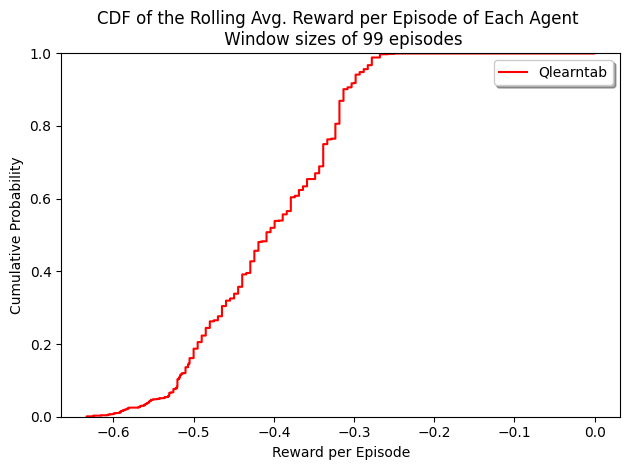 CDF of the Rolling Avg. Reward per Episode of Each Agent
Window sizes of 99 episodes
Qlearntab
Cumulative Probability
1.0
0.8
0.6
0.4
0.2
0.0
−0.6 −0.5 −0.4 −0.3 −0.2 −0.1 0.0
Reward per Episode